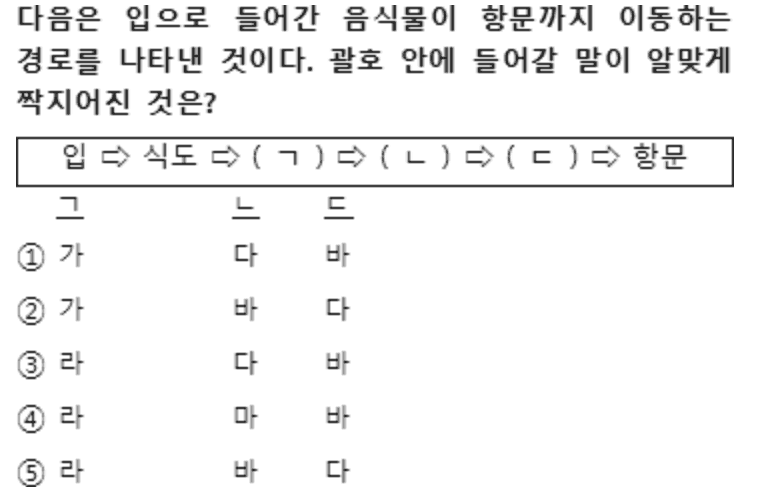 다음은 입으로 들어간 음식물이 항문까지 이동하는
경로를 나타낸 것이다. 괄호 안에 들어갈 말이 알맞게
짝지어진 것은?
입 ⇨ 식도 ⇨ ( ㄱ ) ⇨ ( ㄴ ) ⇨ ( ㄷ ) ⇨ 항문
ㄱ ㄴ ㄷ
① 가 다 바
② 가 바 다
③ 라 다 바
④ 라 마 바
⑤ 라 바 다